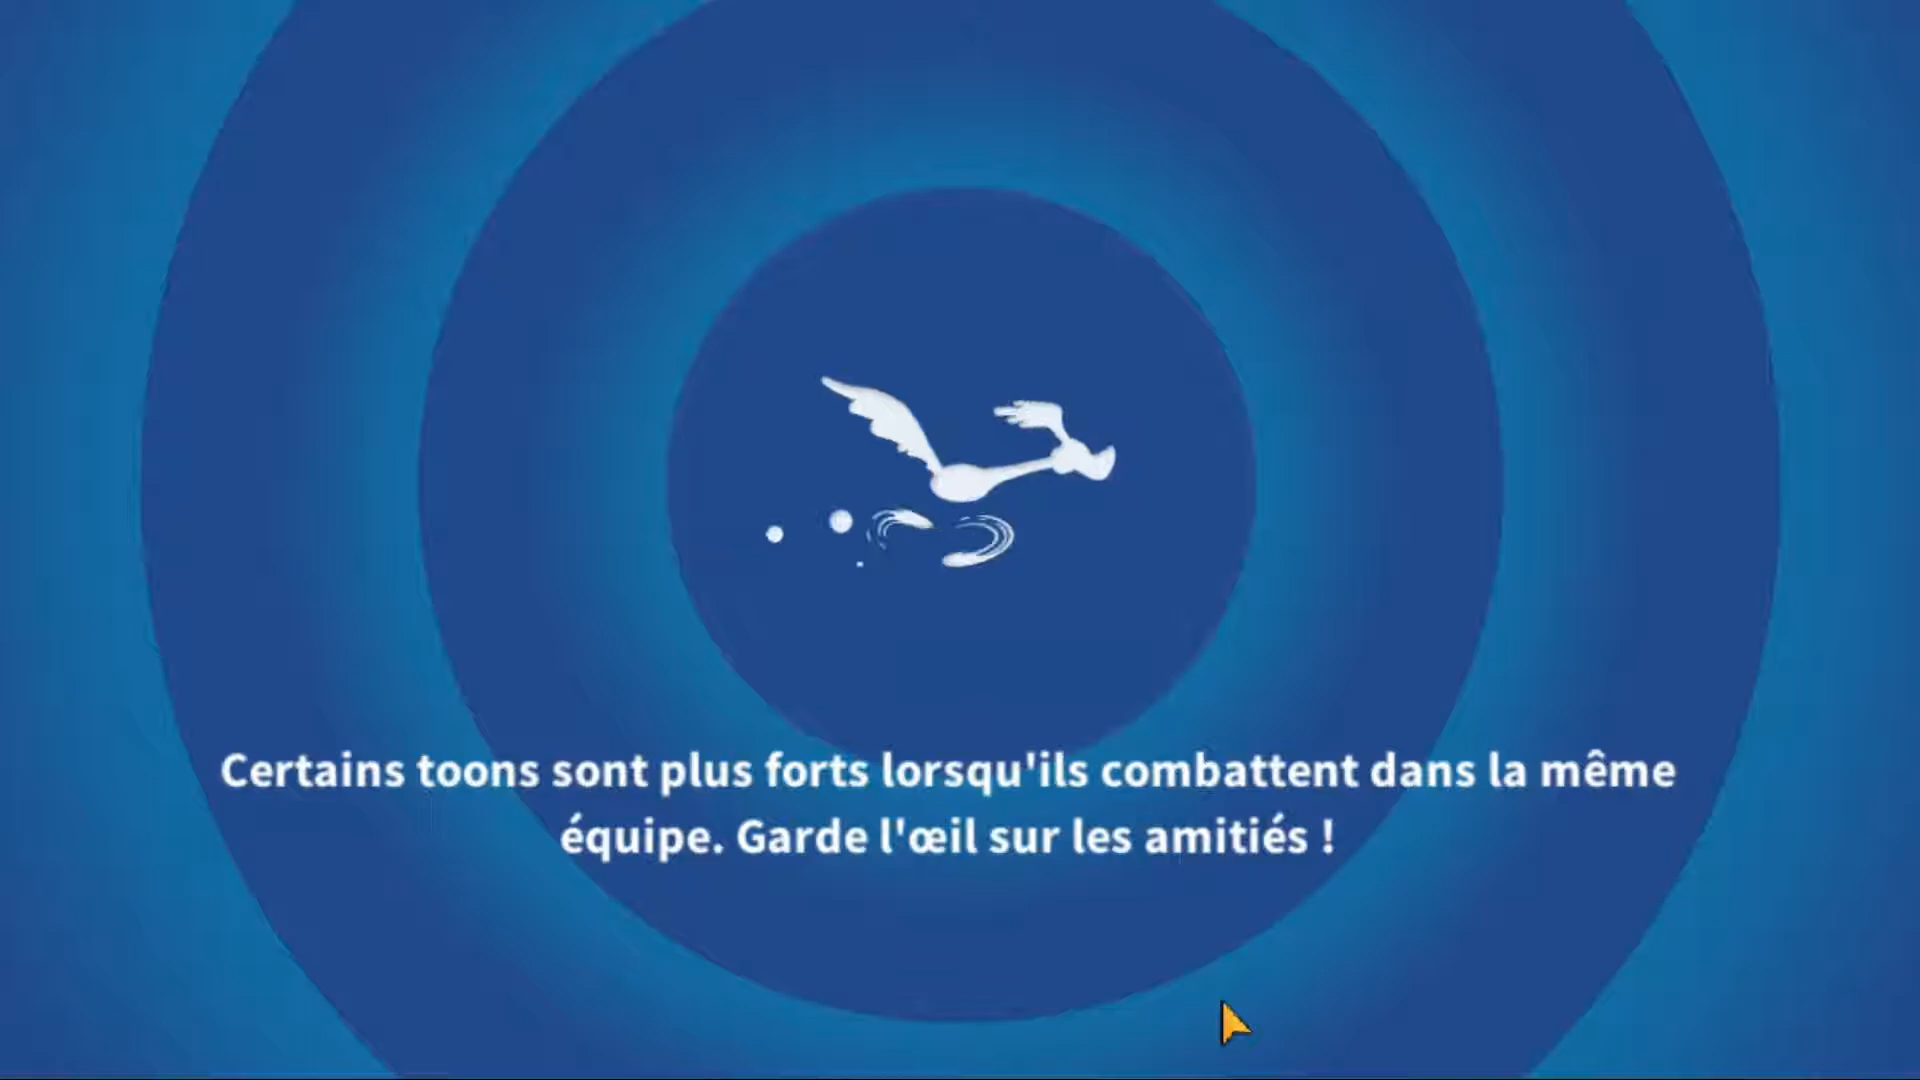 Certains toons sont plus forts lorsqu'ils combattent dans la même
équipe. Garde l'œil sur les amitiés !